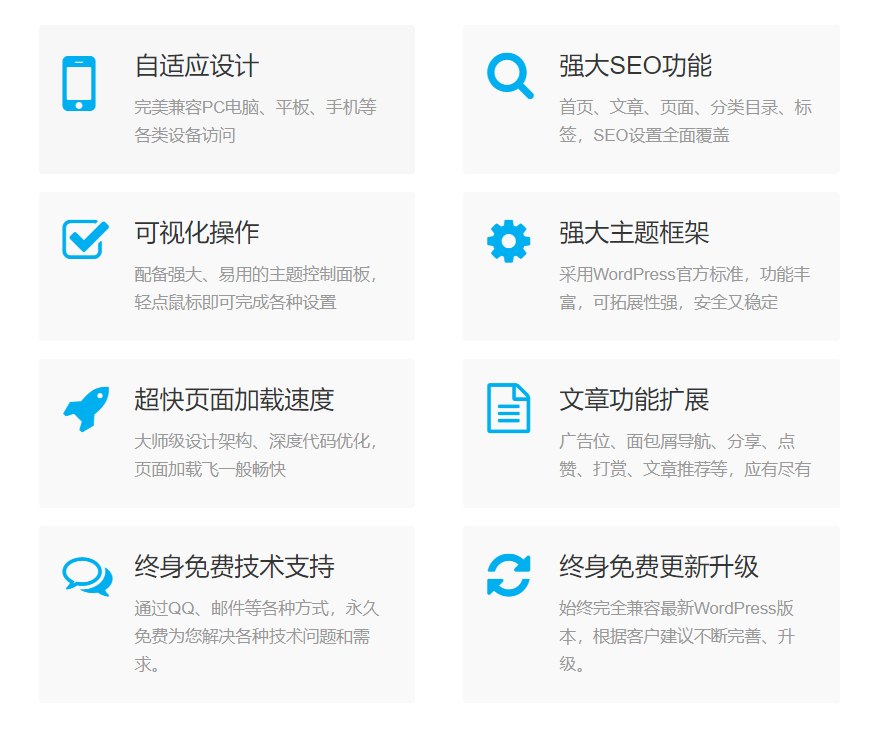 自适应设计
完美兼容PC电脑、平板、手机等
各类设备访问
强大SEO功能
首页、文章、页面、分类目录、标
签，SEO设置全面覆盖
可视化操作
配备强大、易用的主题控制面板，
轻点鼠标即可完成各种设置
强大主题框架
采用WordPress官方标准，功能丰
富，可拓展性强，安全又稳定
超快页面加载速度
大师级设计架构、深度代码优化，
页面加载飞一般畅快
文章功能扩展
广告位、面包屑导航、分享、点
赞、打赏、文章推荐等，应有尽有
终身免费技术支持
通过QQ、邮件等各种方式，永久
免费为您解决各种技术问题和需
求。
终身免费更新升级
始终完全兼容最新WordPress版
本，根据客户建议不断完善、升
级。